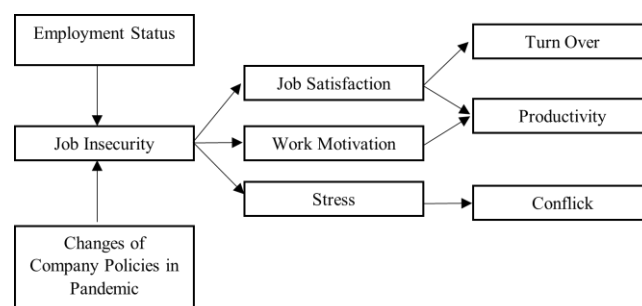 Employment Status
Turn Over
Job Satisfaction
Job Insecurity
Work Motivation
Productivity
Stress
Conflick
Changes of
Company Policies in
Pandemic